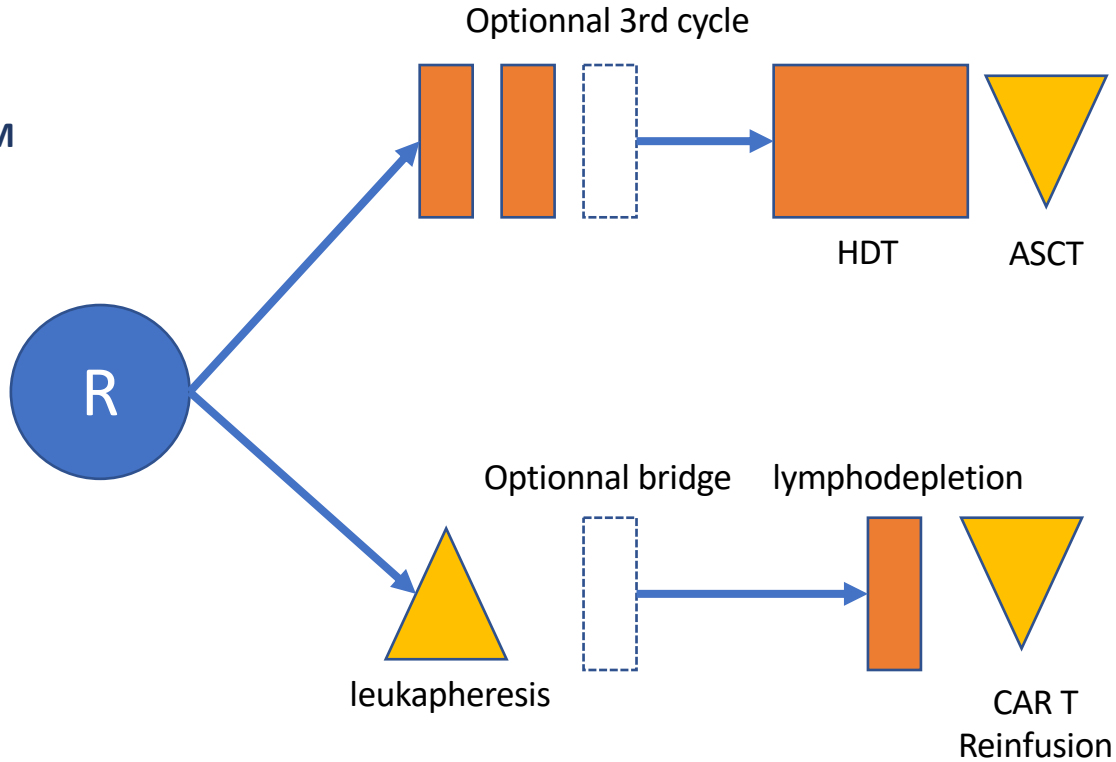 Optionnal 3rd cycle
M
HDT
ASCT
R
Optionnal bridge
lymphodepletion
leukapheresis
CAR T
Reinfusion